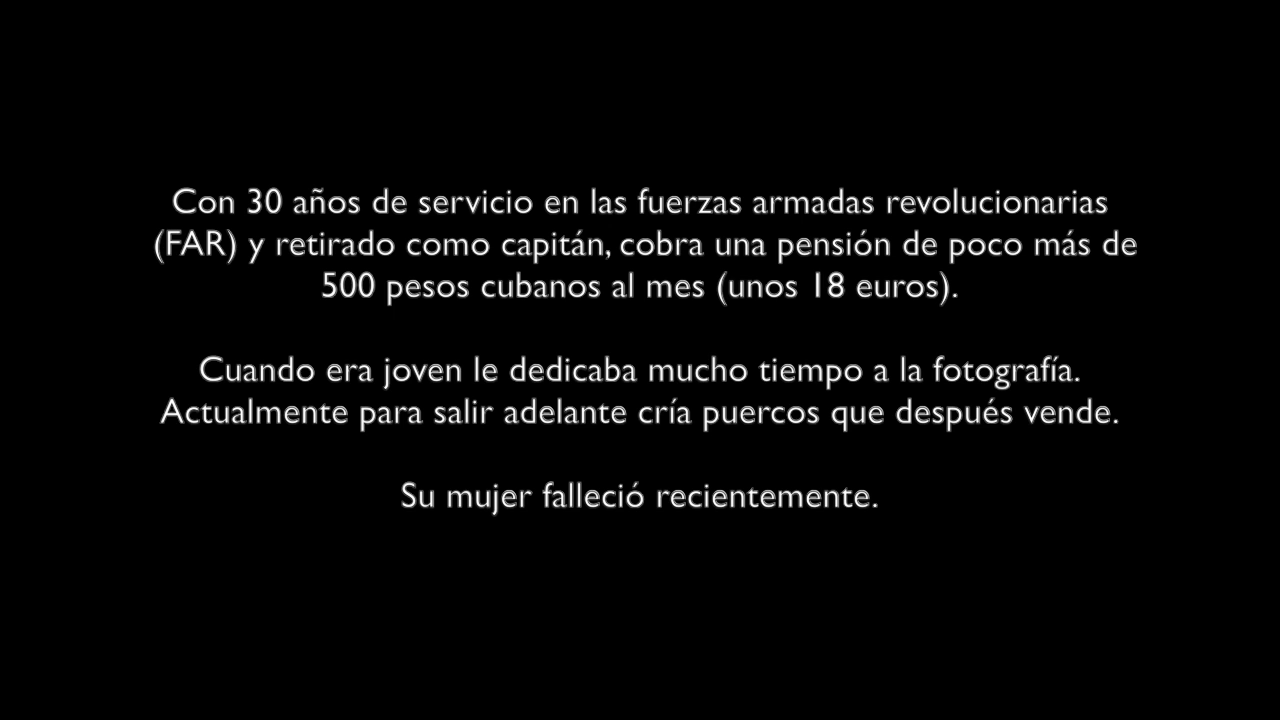 Con 30 años de servicio en las fuerzas armadas revolucionarias
(FAR) y retirado como capitán, cobra una pensión de poco más de
500 pesos cubanos al mes (unos 18 euros).
Cuando era joven le dedicaba mucho tiempo a la fotografía.
Actualmente para salir adelante cría puercos que después vende.
Su mujer falleció recientemente.